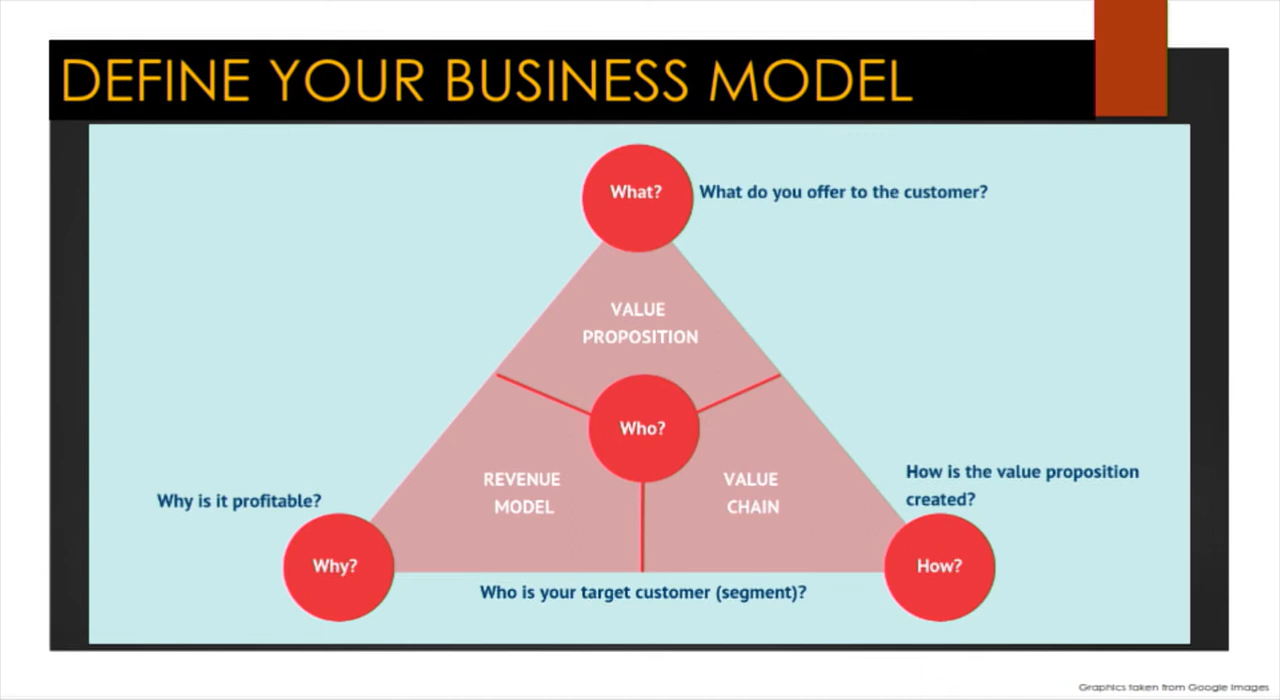 DEFINE YOUR BUSINESS MODEL
What?
What do you offer to the customer?
VALUE
PROPOSITION
Who?
REVENUE
MODEL
VALUE
CHAIN
Why is it profitable?
How is the value proposition
created?
Why?
How?
Who is your target customer (segment)?
Graphics taken from Google Images